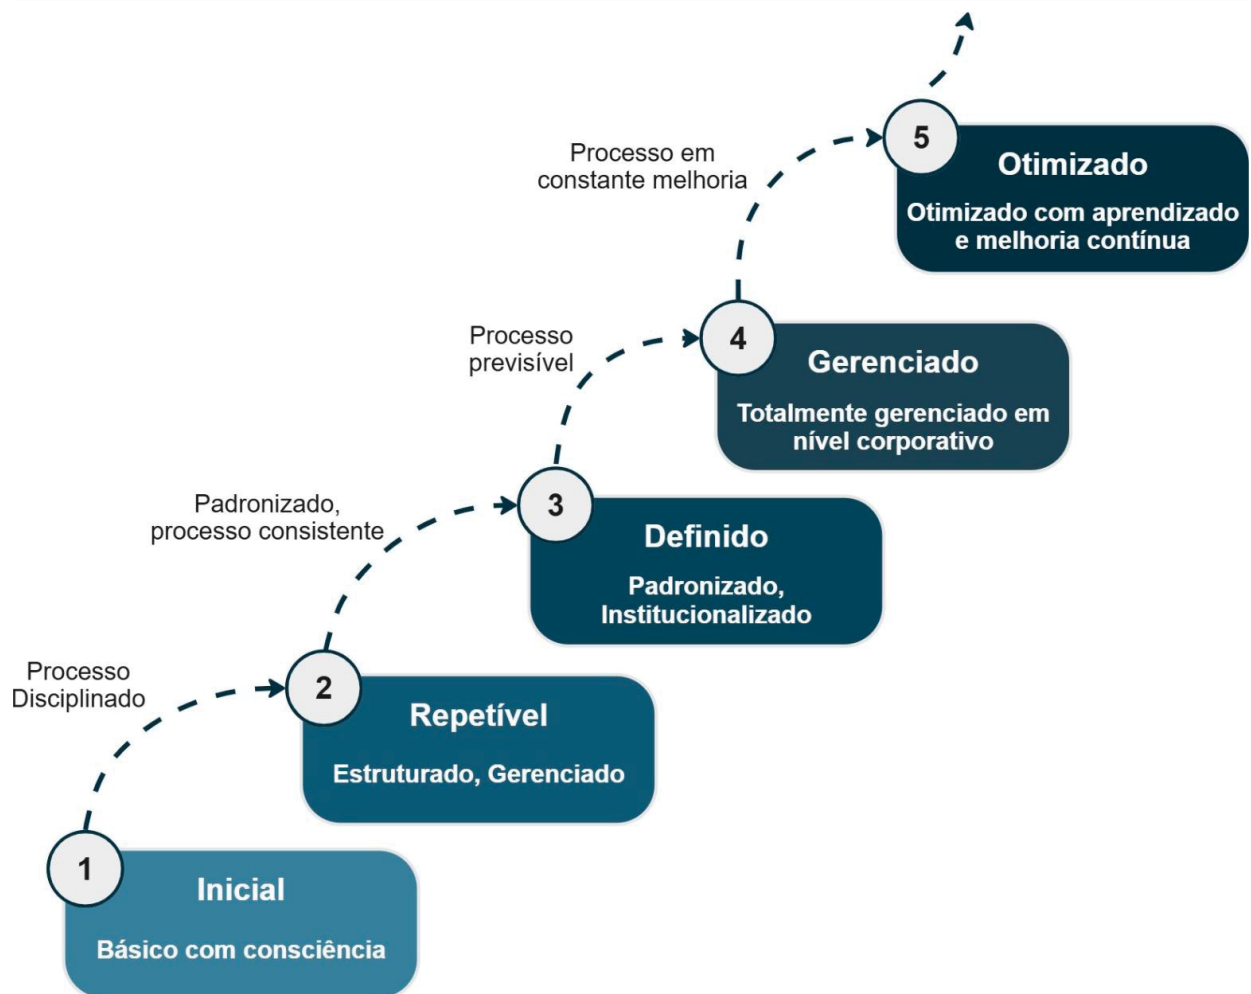 5
Otimizado
Otimizado com aprendizado
e melhoria contínua
Processo em
constante melhoria
4
Gerenciado
Totalmente gerenciado em
nível corporativo
Processo
previsível
3
Definido
Padronizado,
Institucionalizado
Padronizado,
processo consistente
2
Repetível
Estruturado, Gerenciado
Processo
Disciplinado
1
Inicial
Básico com consciência